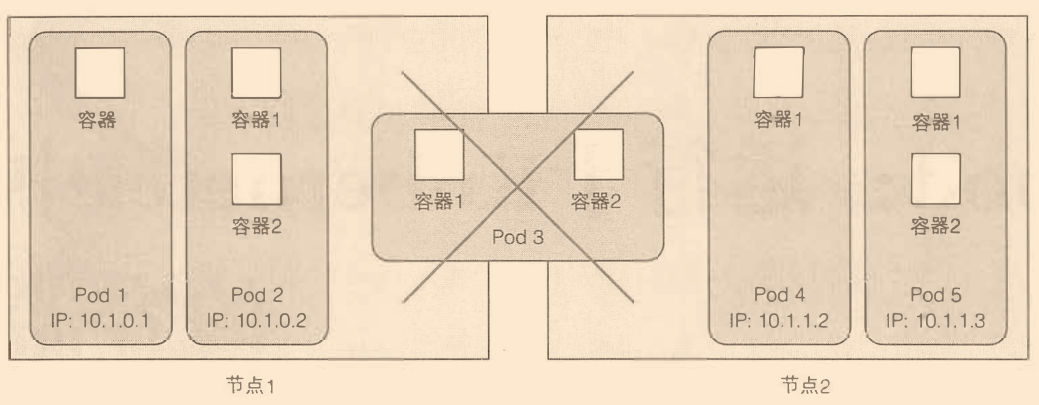 容器
Pod 1
IP: 10.1.0.1
容器1
容器2
Pod 2
IP: 10.1.0.2
节点1
容器1
容器2
Pod 3
容器1
Pod 4
IP: 10.1.1.2
容器1
容器2
Pod 5
IP: 10.1.1.3
节点2